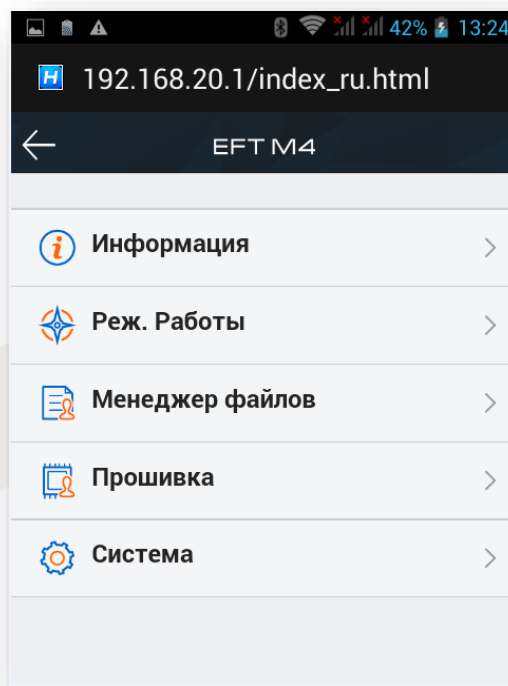 42% 13:24
192.168.20.1/index_ru.html
EFT M4
Информация
Реж. Работы
Менеджер файлов
Прошивка
Система